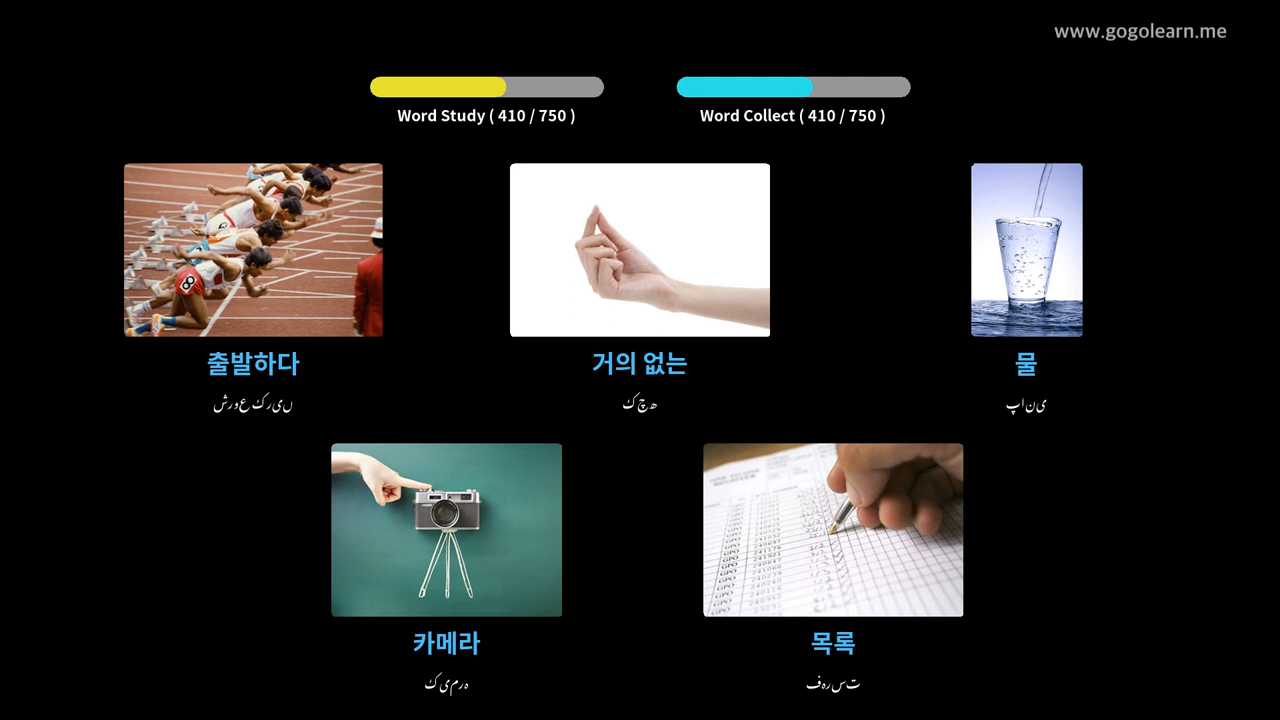 www.gogolearn.me
Word Study ( 410 / 750 )
Word Collect ( 410 / 750 )
출발하다
거의 없는
물
شروع کریں
کچھ
پانی
카메라
목록
کیمرہ
فہرست